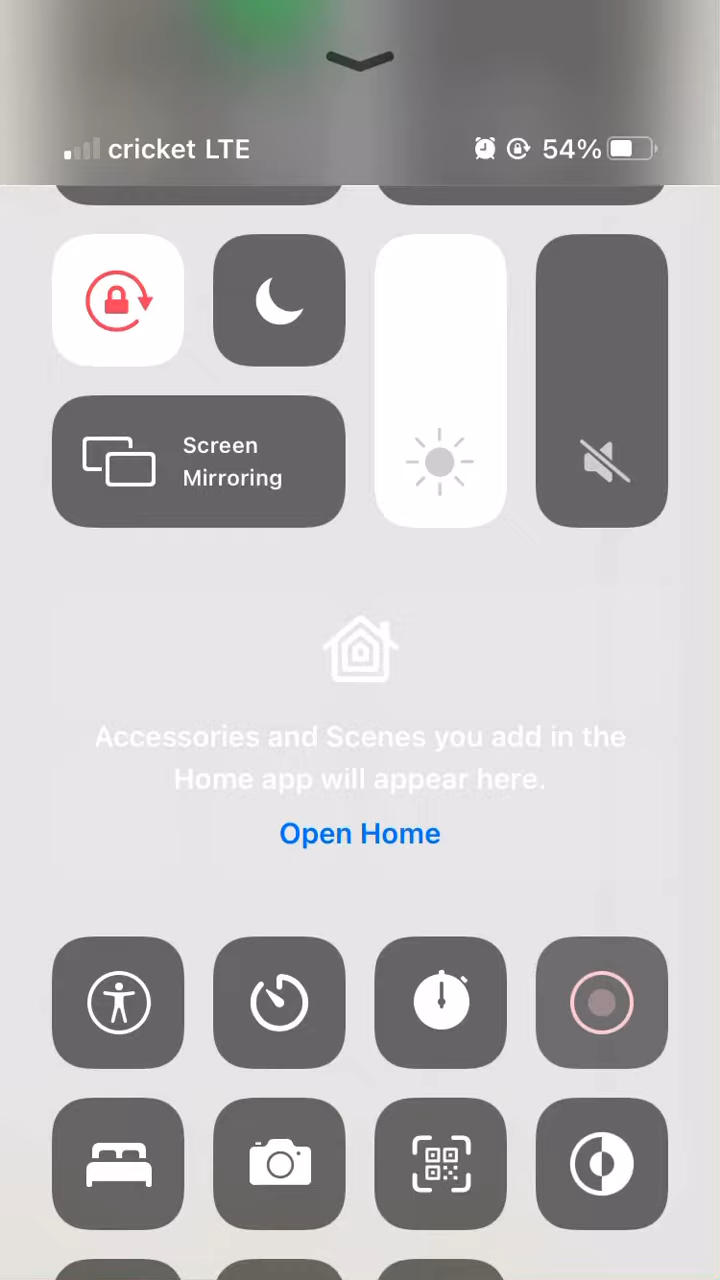 cricket LTE 54%
Screen
Mirroring
Accessories and Scenes you add in the
Home app will appear here.
Open Home